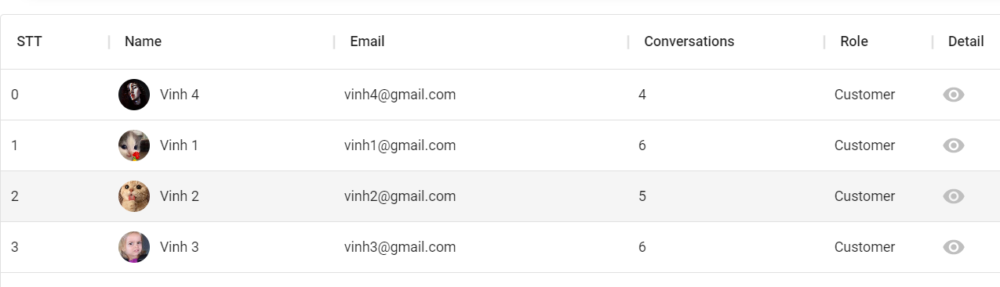 STT Name Email Conversations Role Detail
0 Vinh 4 vinh4@gmail.com 4 Customer
1 Vinh 1 vinh1@gmail.com 6 Customer
2 Vinh 2 vinh2@gmail.com 5 Customer
3 Vinh 3 vinh3@gmail.com 6 Customer